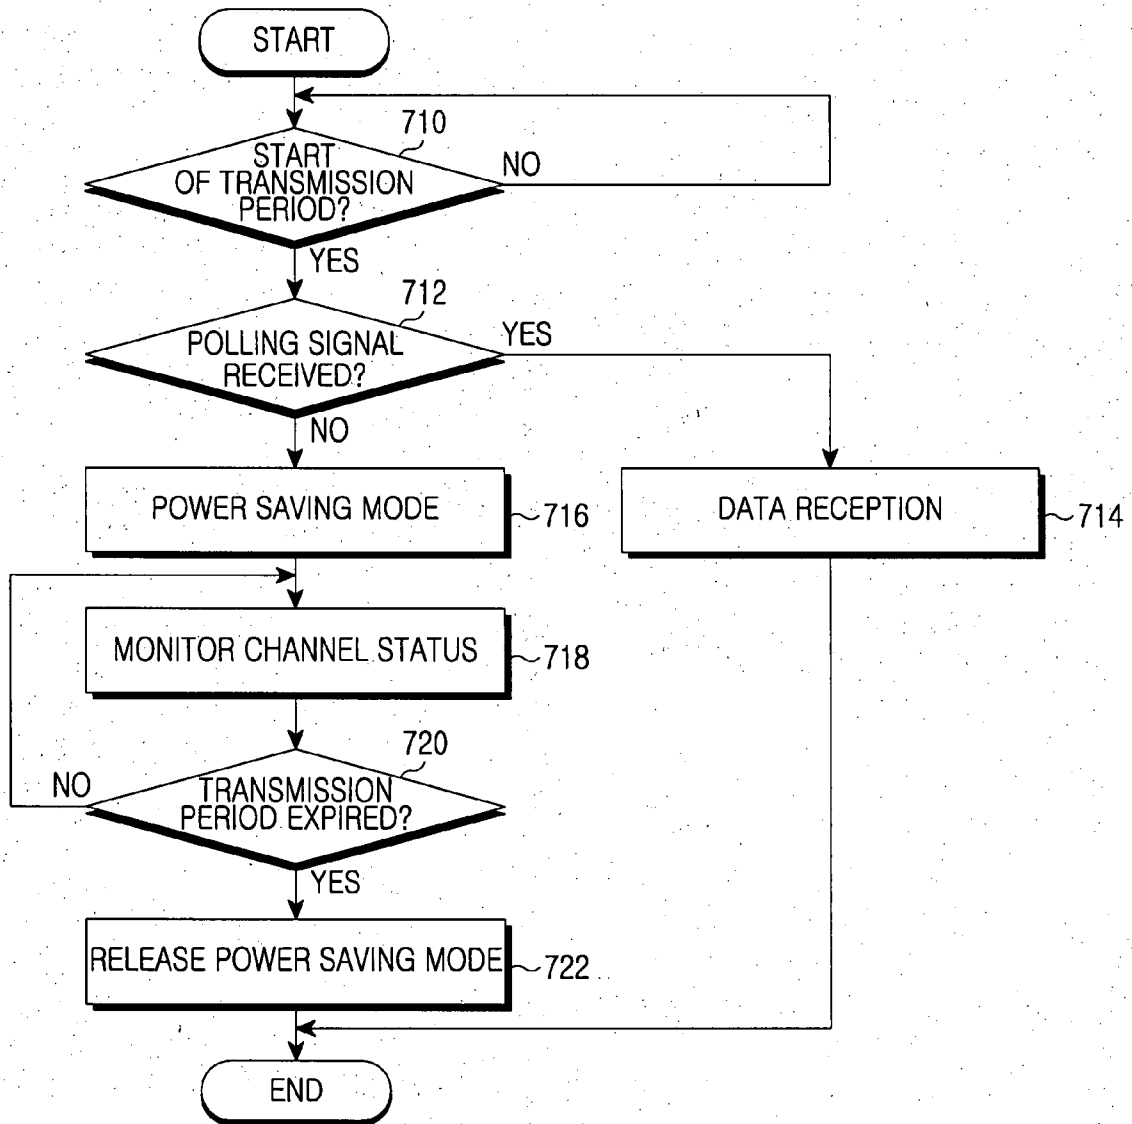 START
710
START
OF TRANSMISSION
PERIOD?
NO
YES
712
POLLING SIGNAL
RECEIVED?
YES
NO
POWER SAVING MODE
716
DATA RECEPTION
714
MONITOR CHANNEL STATUS
718
720
TRANSMISSION
PERIOD EXPIRED?
NO
YES
RELEASE POWER SAVING MODE
722
END